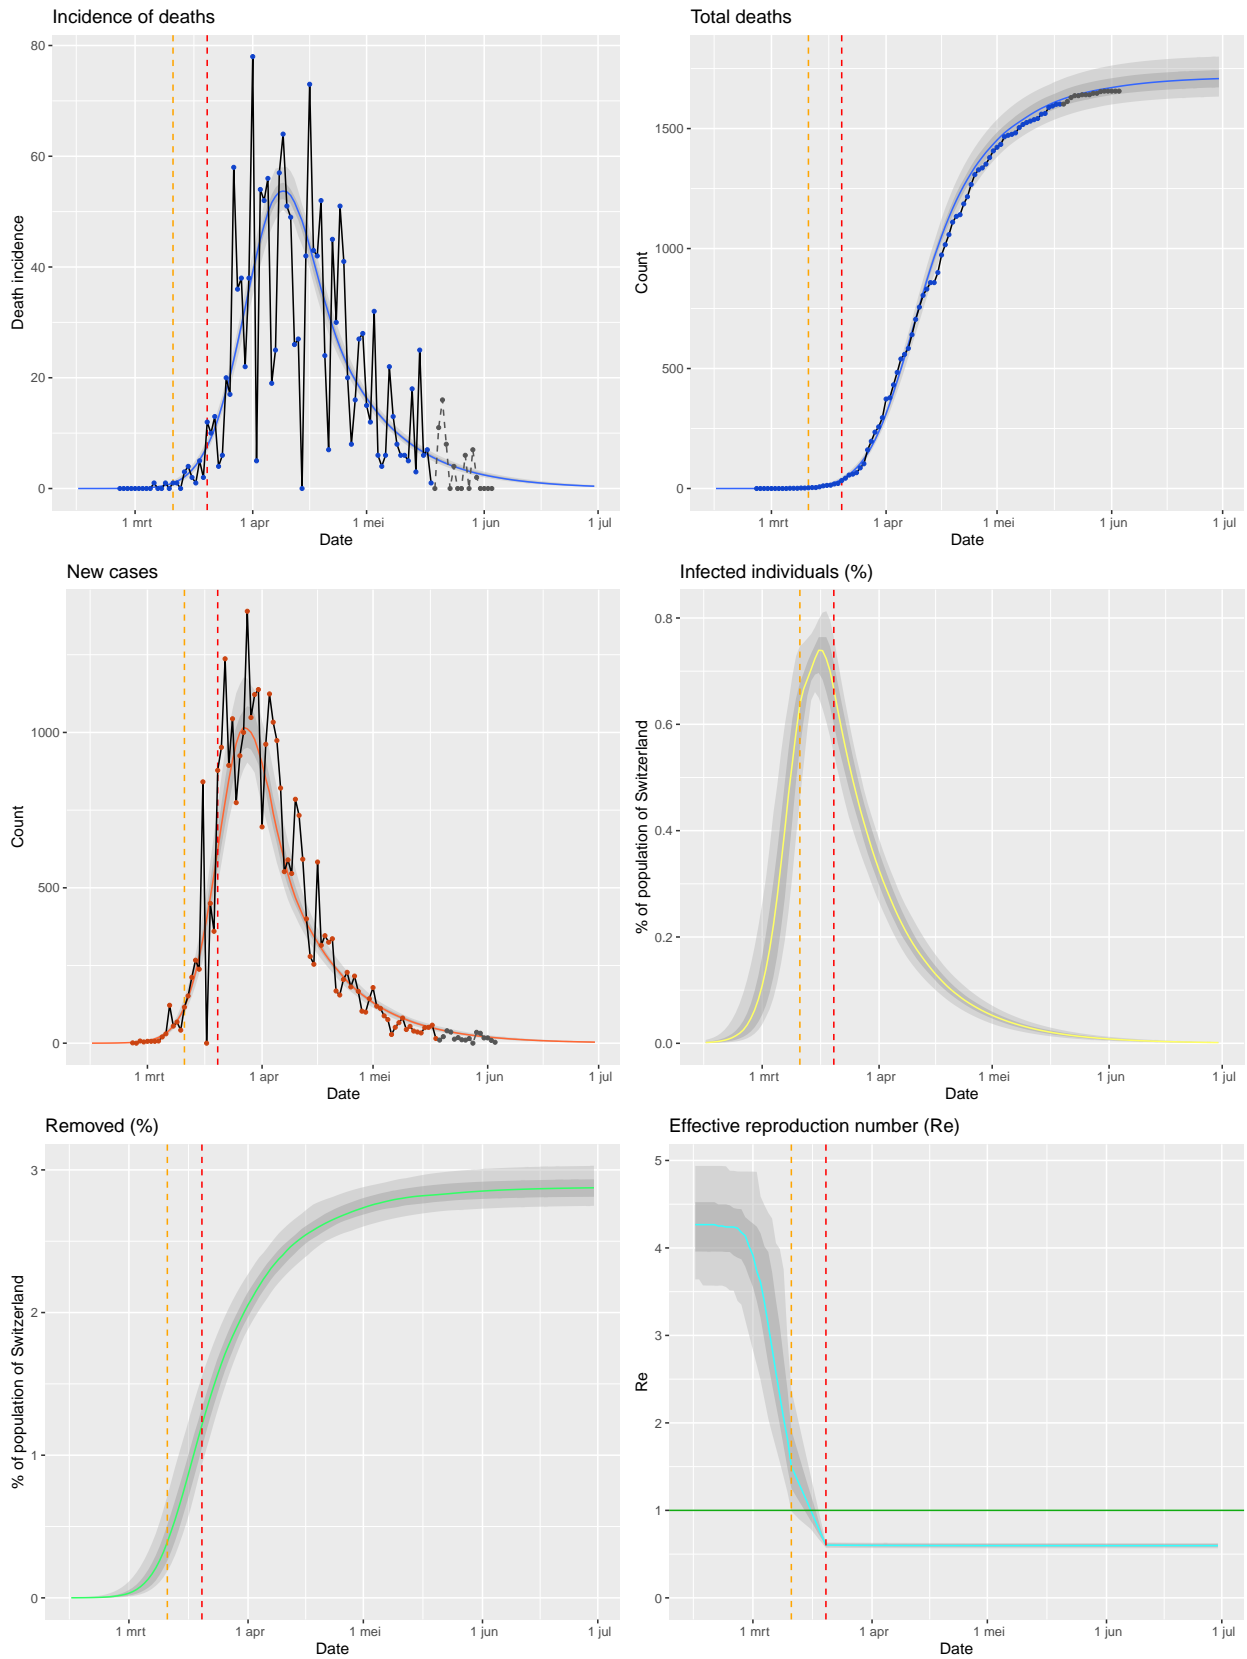 Incidence of deaths
Death incidence
80
60
40
20
0
1 mrt 1 apr 1 mei 1 jun 1 jul
Date
Total deaths
Count
1500
1000
500
0
1 mrt 1 apr 1 mei 1 jun 1 jul
Date
New cases
Count
1000
500
0
1 mrt 1 apr 1 mei 1 jun 1 jul
Date
Infected individuals (%)
% of population of Switzerland
0.8
0.6
0.4
0.2
0.0
1 mrt 1 apr 1 mei 1 jun 1 jul
Date
Removed (%)
% of population of Switzerland
3
2
1
0
1 mrt 1 apr 1 mei 1 jun 1 jul
Date
Effective reproduction number (Re)
Re
5
4
3
2
1
0
1 mrt 1 apr 1 mei 1 jun 1 jul
Date